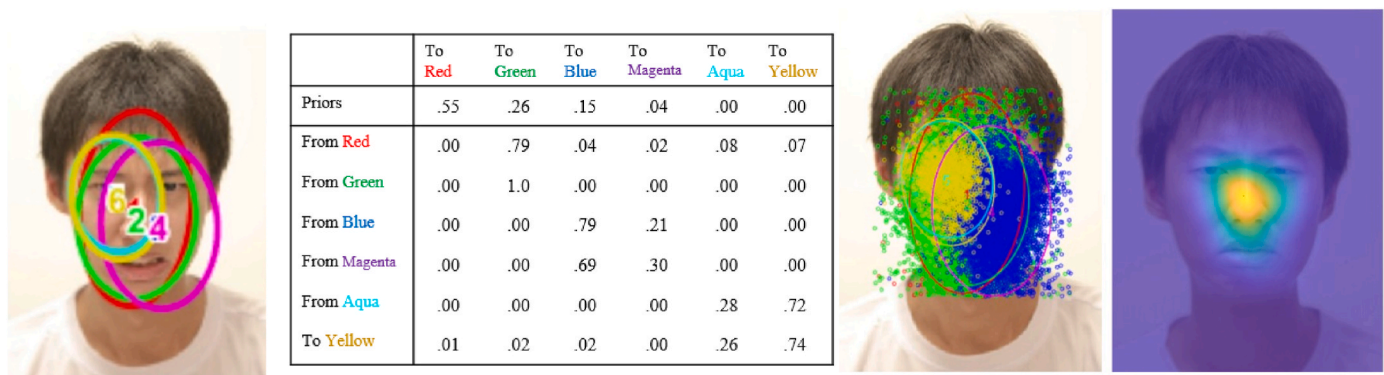 6
2
4
To Red To Green To Blue To Magenta To Aqua To Yellow
Priors .55 .26 .15 .04 .00 .00
From Red .00 .79 .04 .02 .08 .07
From Green .00 1.0 .00 .00 .00 .00
From Blue .00 .00 .79 .21 .00 .00
From Magenta .00 .00 .69 .30 .00 .00
From Aqua .00 .00 .00 .00 .28 .72
To Yellow .01 .02 .02 .00 .26 .74